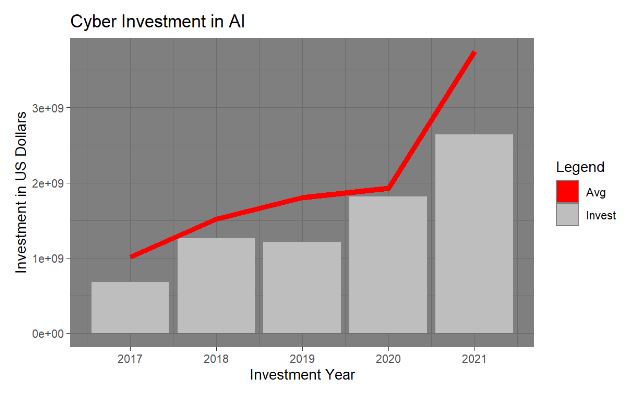 Cyber Investment in AI
Investment in US Dollars
3e+09
2e+09
1e+09
0e+00
2017 2018 2019 2020 2021
Investment Year
Legend
Avg
Invest